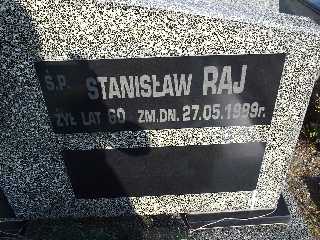 Ś.P. STANISŁAW RAJ
ŻYŁ LAT 60 ZM.DN. 27.05.1999r.